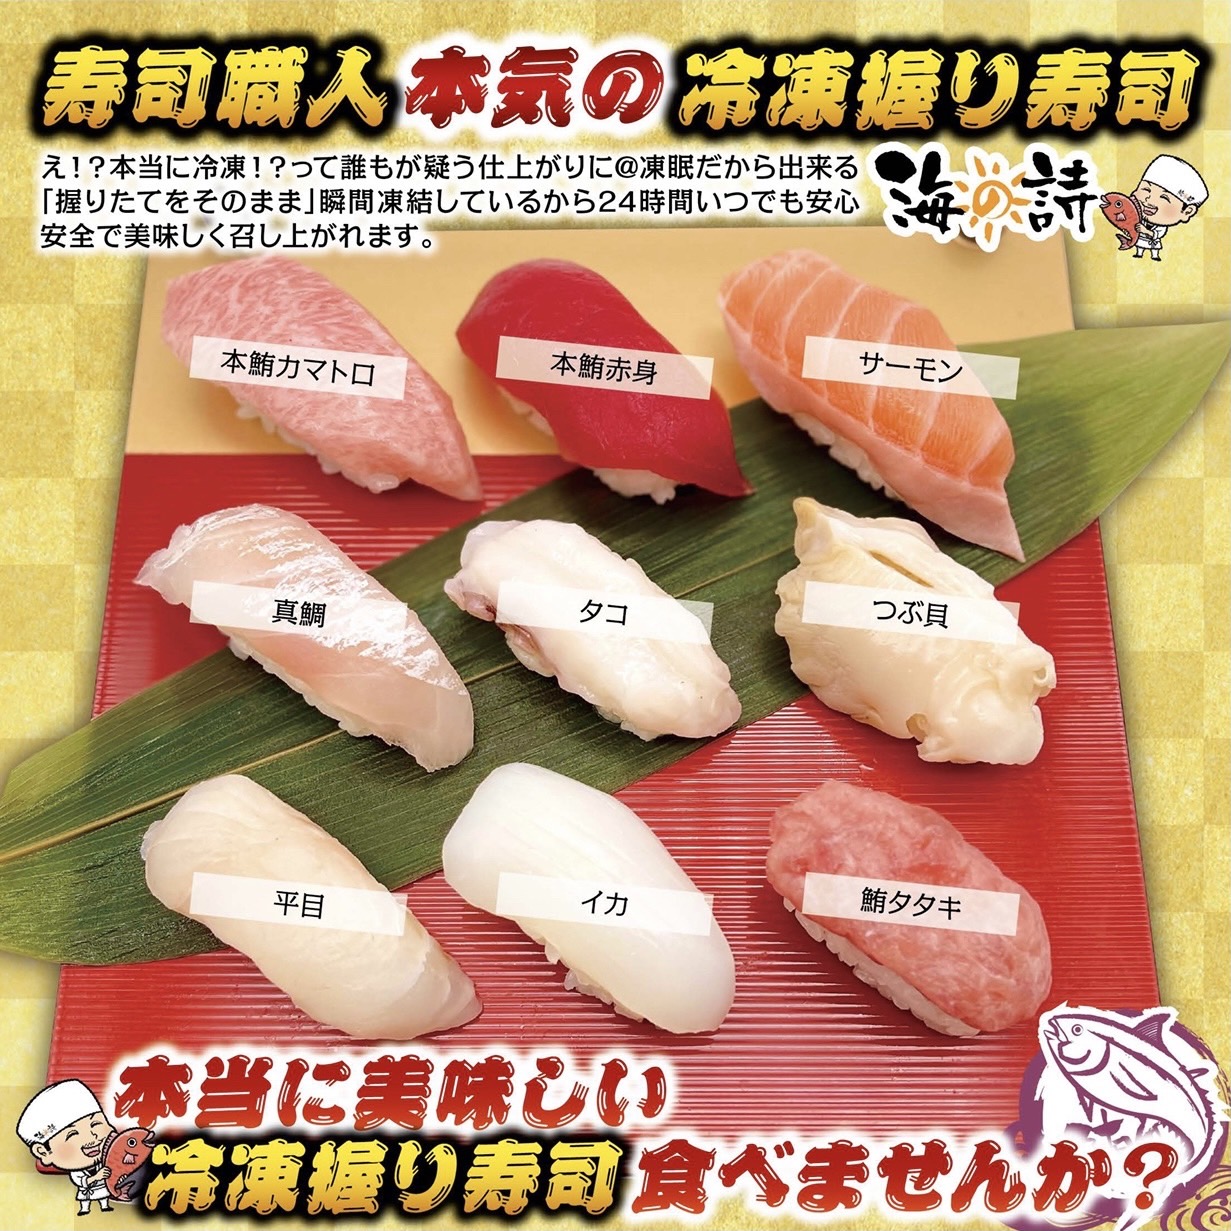 寿司職人本気の冷凍握り寿司
え!?本当に冷凍!?って誰もが疑う仕上がりに@凍眠だから出来る
「握りたてをそのまま」瞬間凍結しているから24時間いつでも安心
安全で美味しく召し上がれます。
海の詩
本鮪カマトロ
本鮪赤身
サーモン
真鯛
タコ
つぶ貝
平目
イカ
鮪タタキ
本当に美味しい
冷凍握り寿司食べませんか?